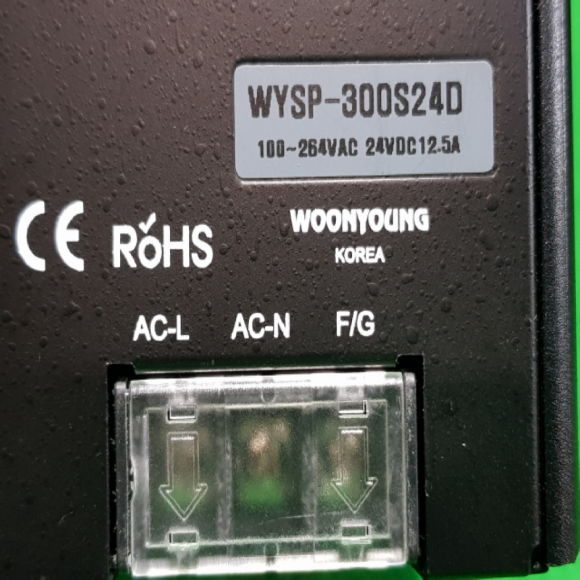 WYSP-300S24D
100~264VAC 24VDC12.5A
CE RoHS WOONYOUNG
KOREA
AC-L AC-N F/G